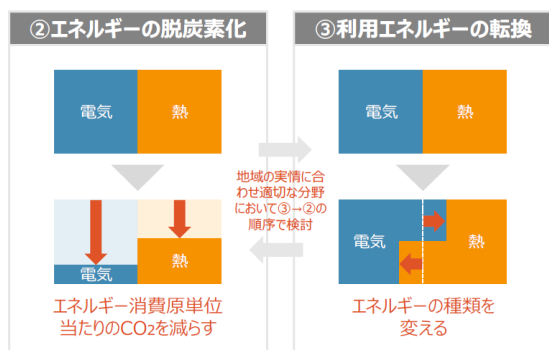 ②エネルギーの脱炭素化
電気
熱
電気
熱
エネルギー消費原単位
当たりのCO2を減らす
地域の実情に合
わせ適切な分野
において③→②の
順序で検討
③利用エネルギーの転換
電気
熱
電気
熱
エネルギーの種類を
変える